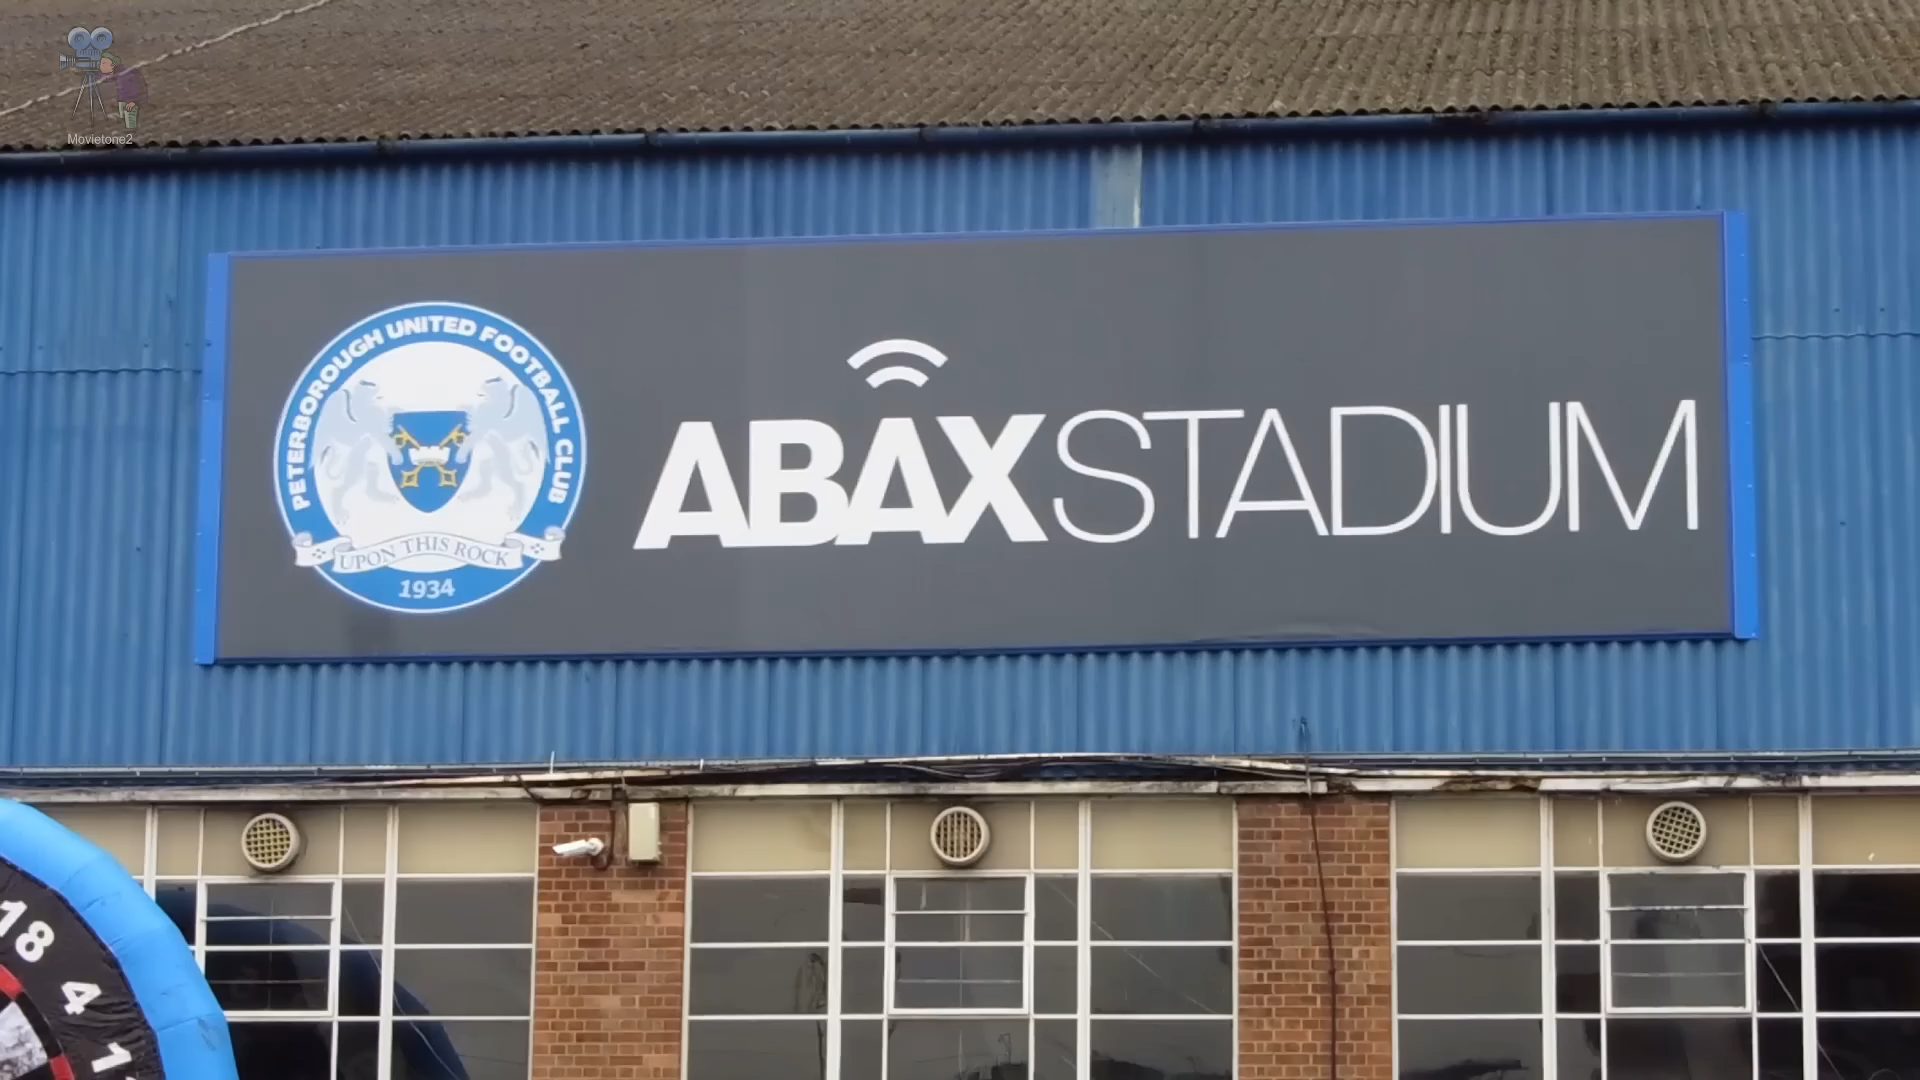 Movietone2
PETERBOROUGH UNITED FOOTBALL CLUB
UPON THIS ROCK
1934
ABAX STADIUM
18
4